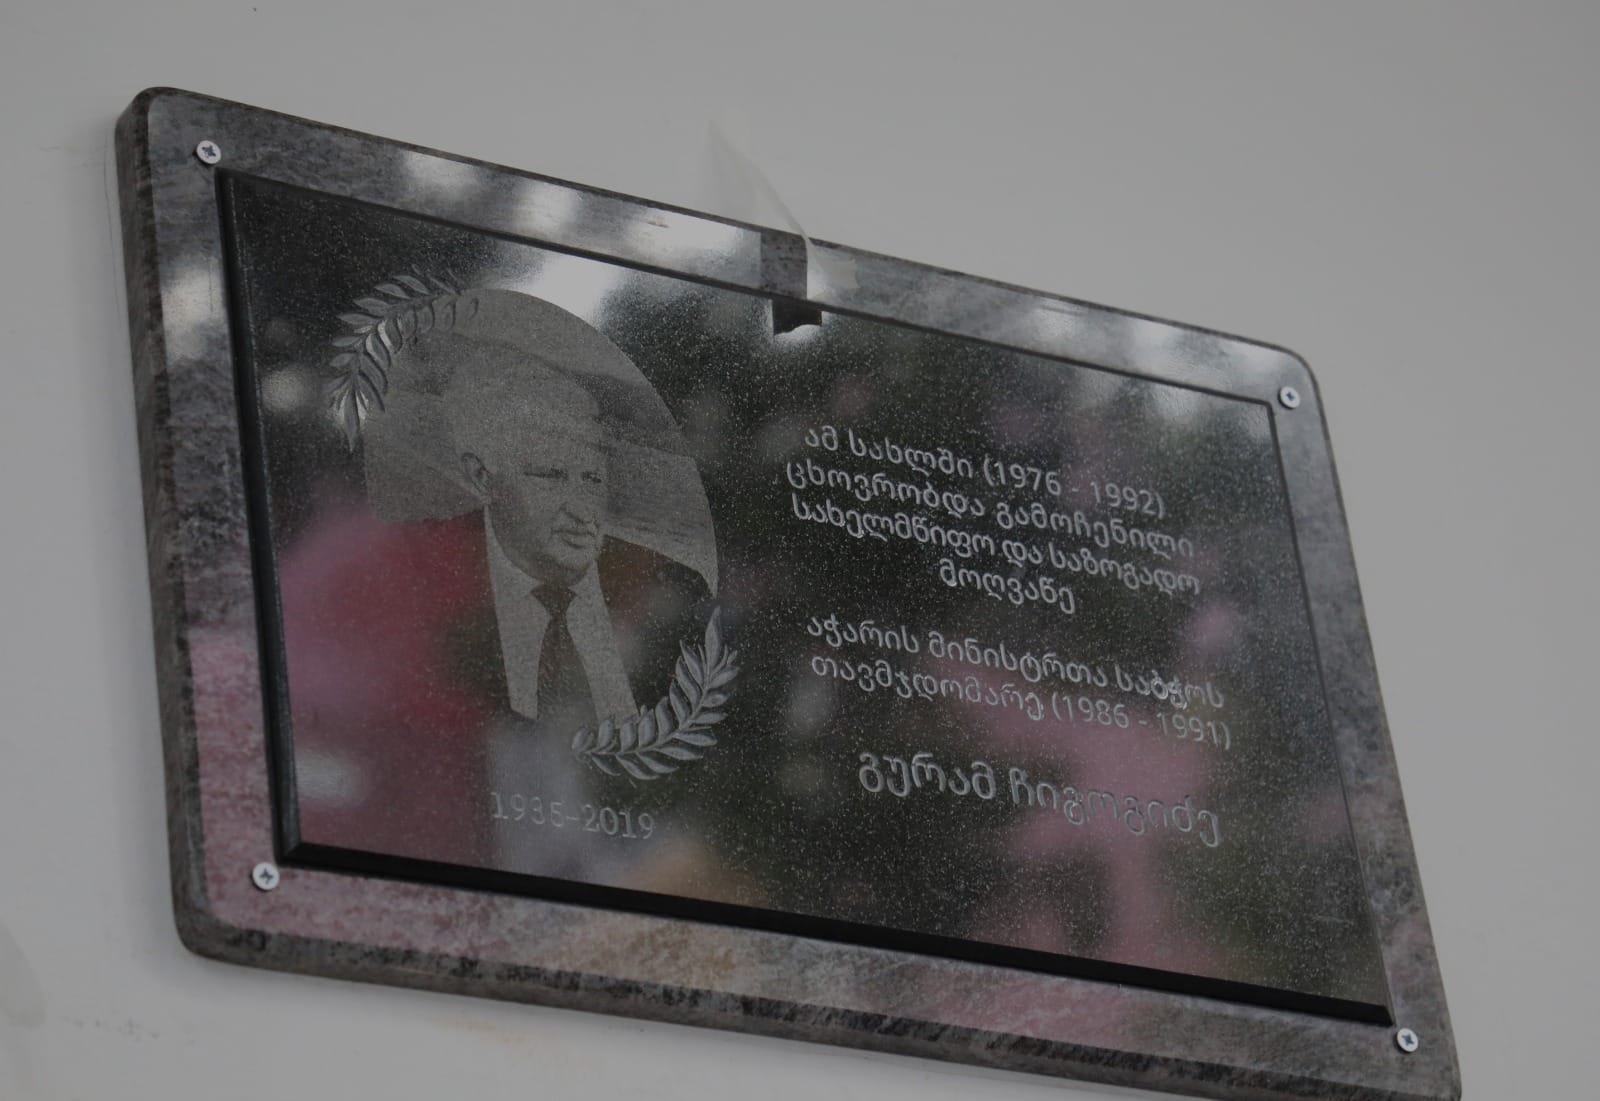 ამ სახლში (1976 - 1992)
ცხოვრობდა გამოჩენილი
სახელმწიფო და საზოგადო
მოღვაწე
აჭარის მინისტრთა საბჭოს
თავმჯდომარე (1986 - 1991)
გურამ ჩიგოგიძე
1935-2019